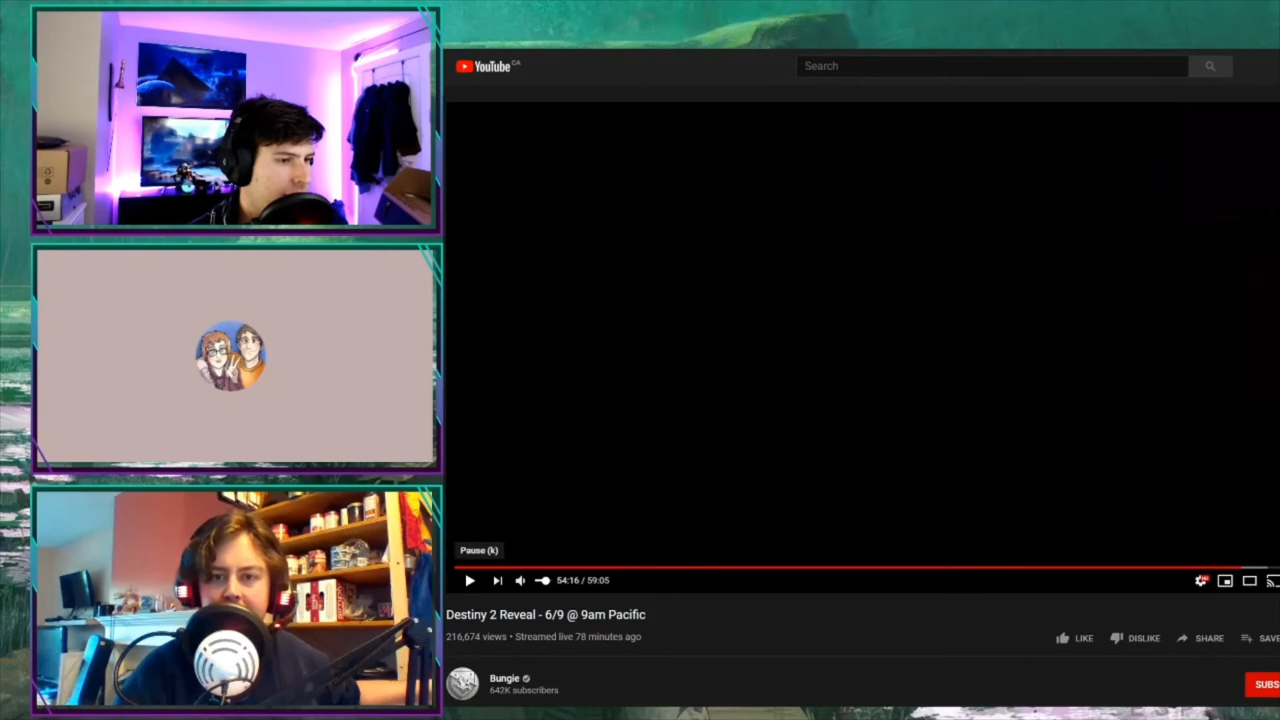 YouTube CA
Search
Pause (k)
54:16 / 59:05
Destiny 2 Reveal - 6/9 @ 9am Pacific
216,674 views • Streamed live 78 minutes ago
LIKE
DISLIKE
SHARE
SAVE
Bungie
642K subscribers
SUBS